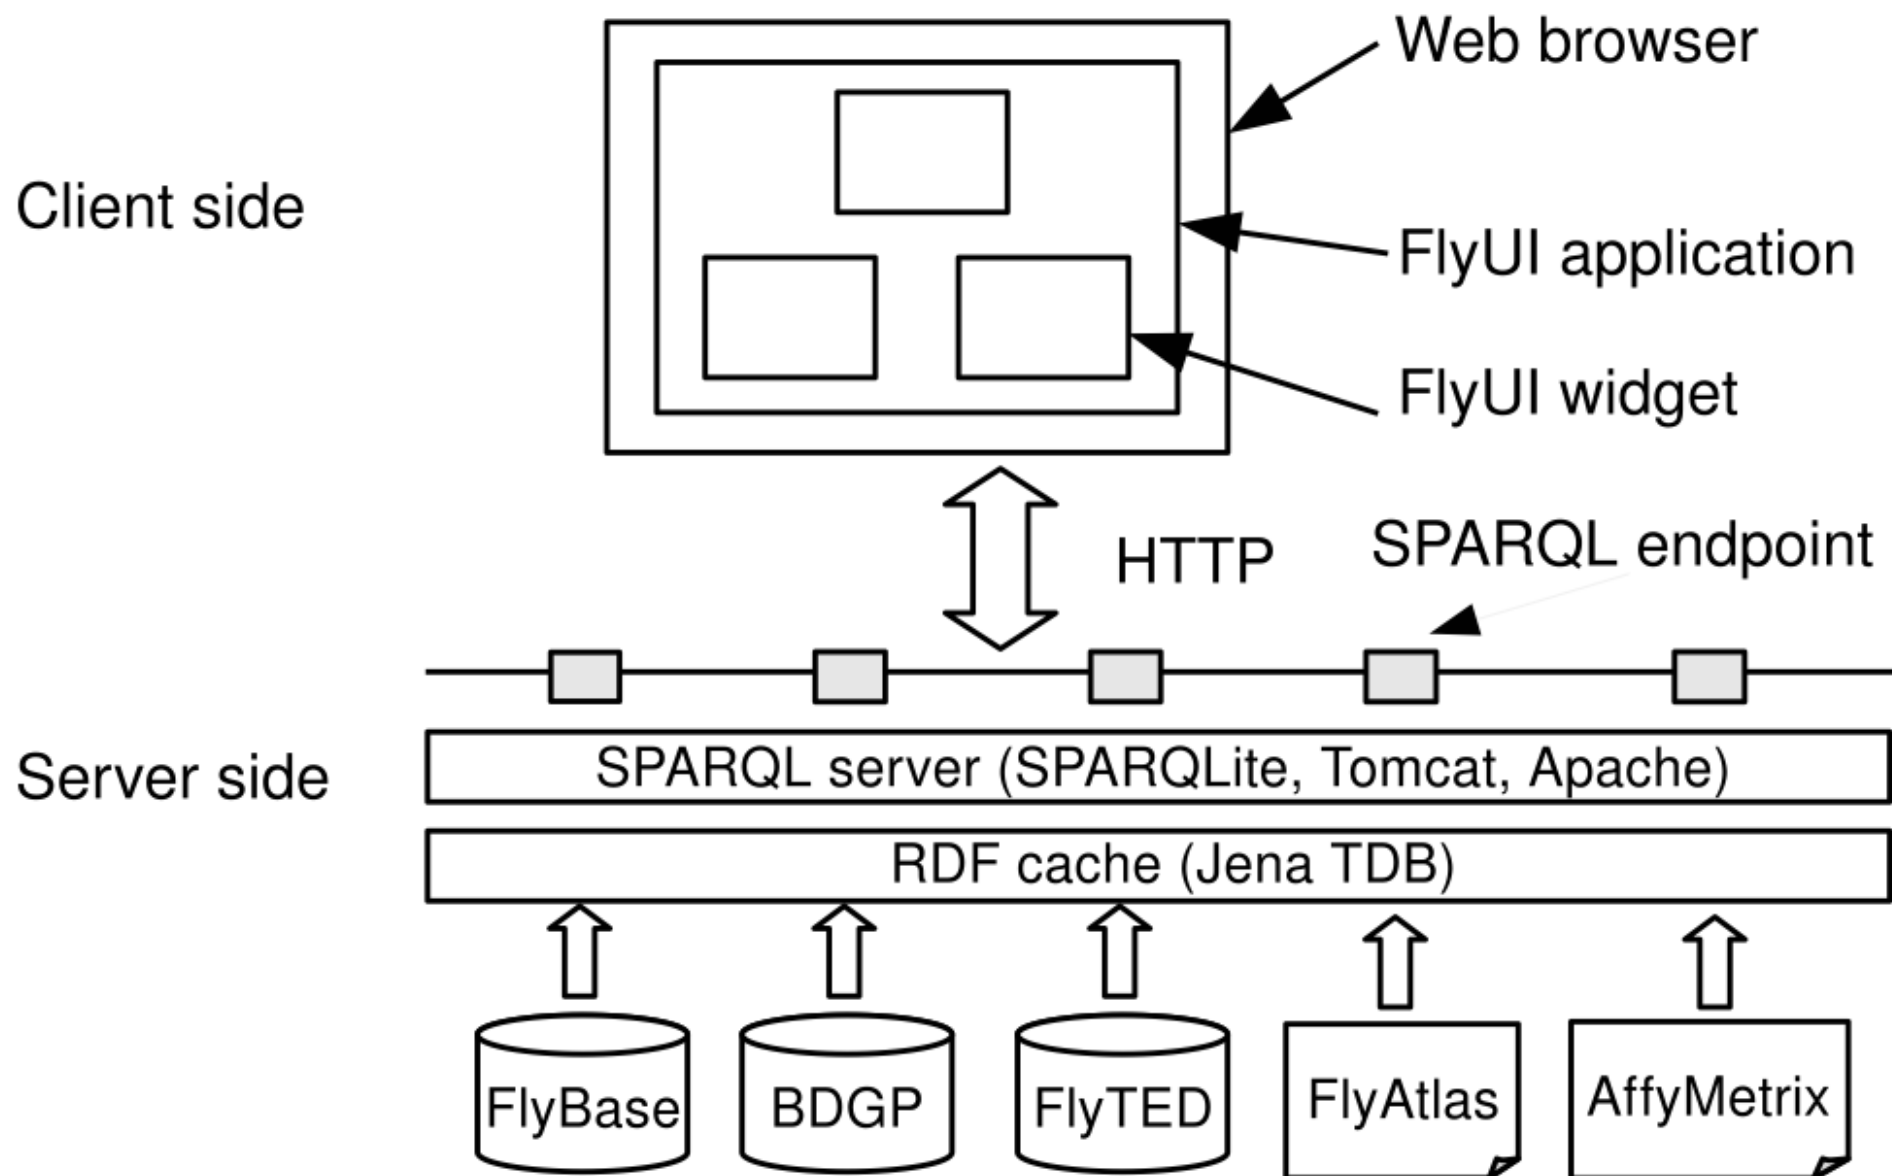 Web browser
Client side
FlyUI application
FlyUI widget
SPARQL endpoint
HTTP
Server side
SPARQL server (SPARQLite, Tomcat, Apache)
RDF cache (Jena TDB)
FlyBase
BDGP
FlyTED
FlyAtlas
AffyMetrix